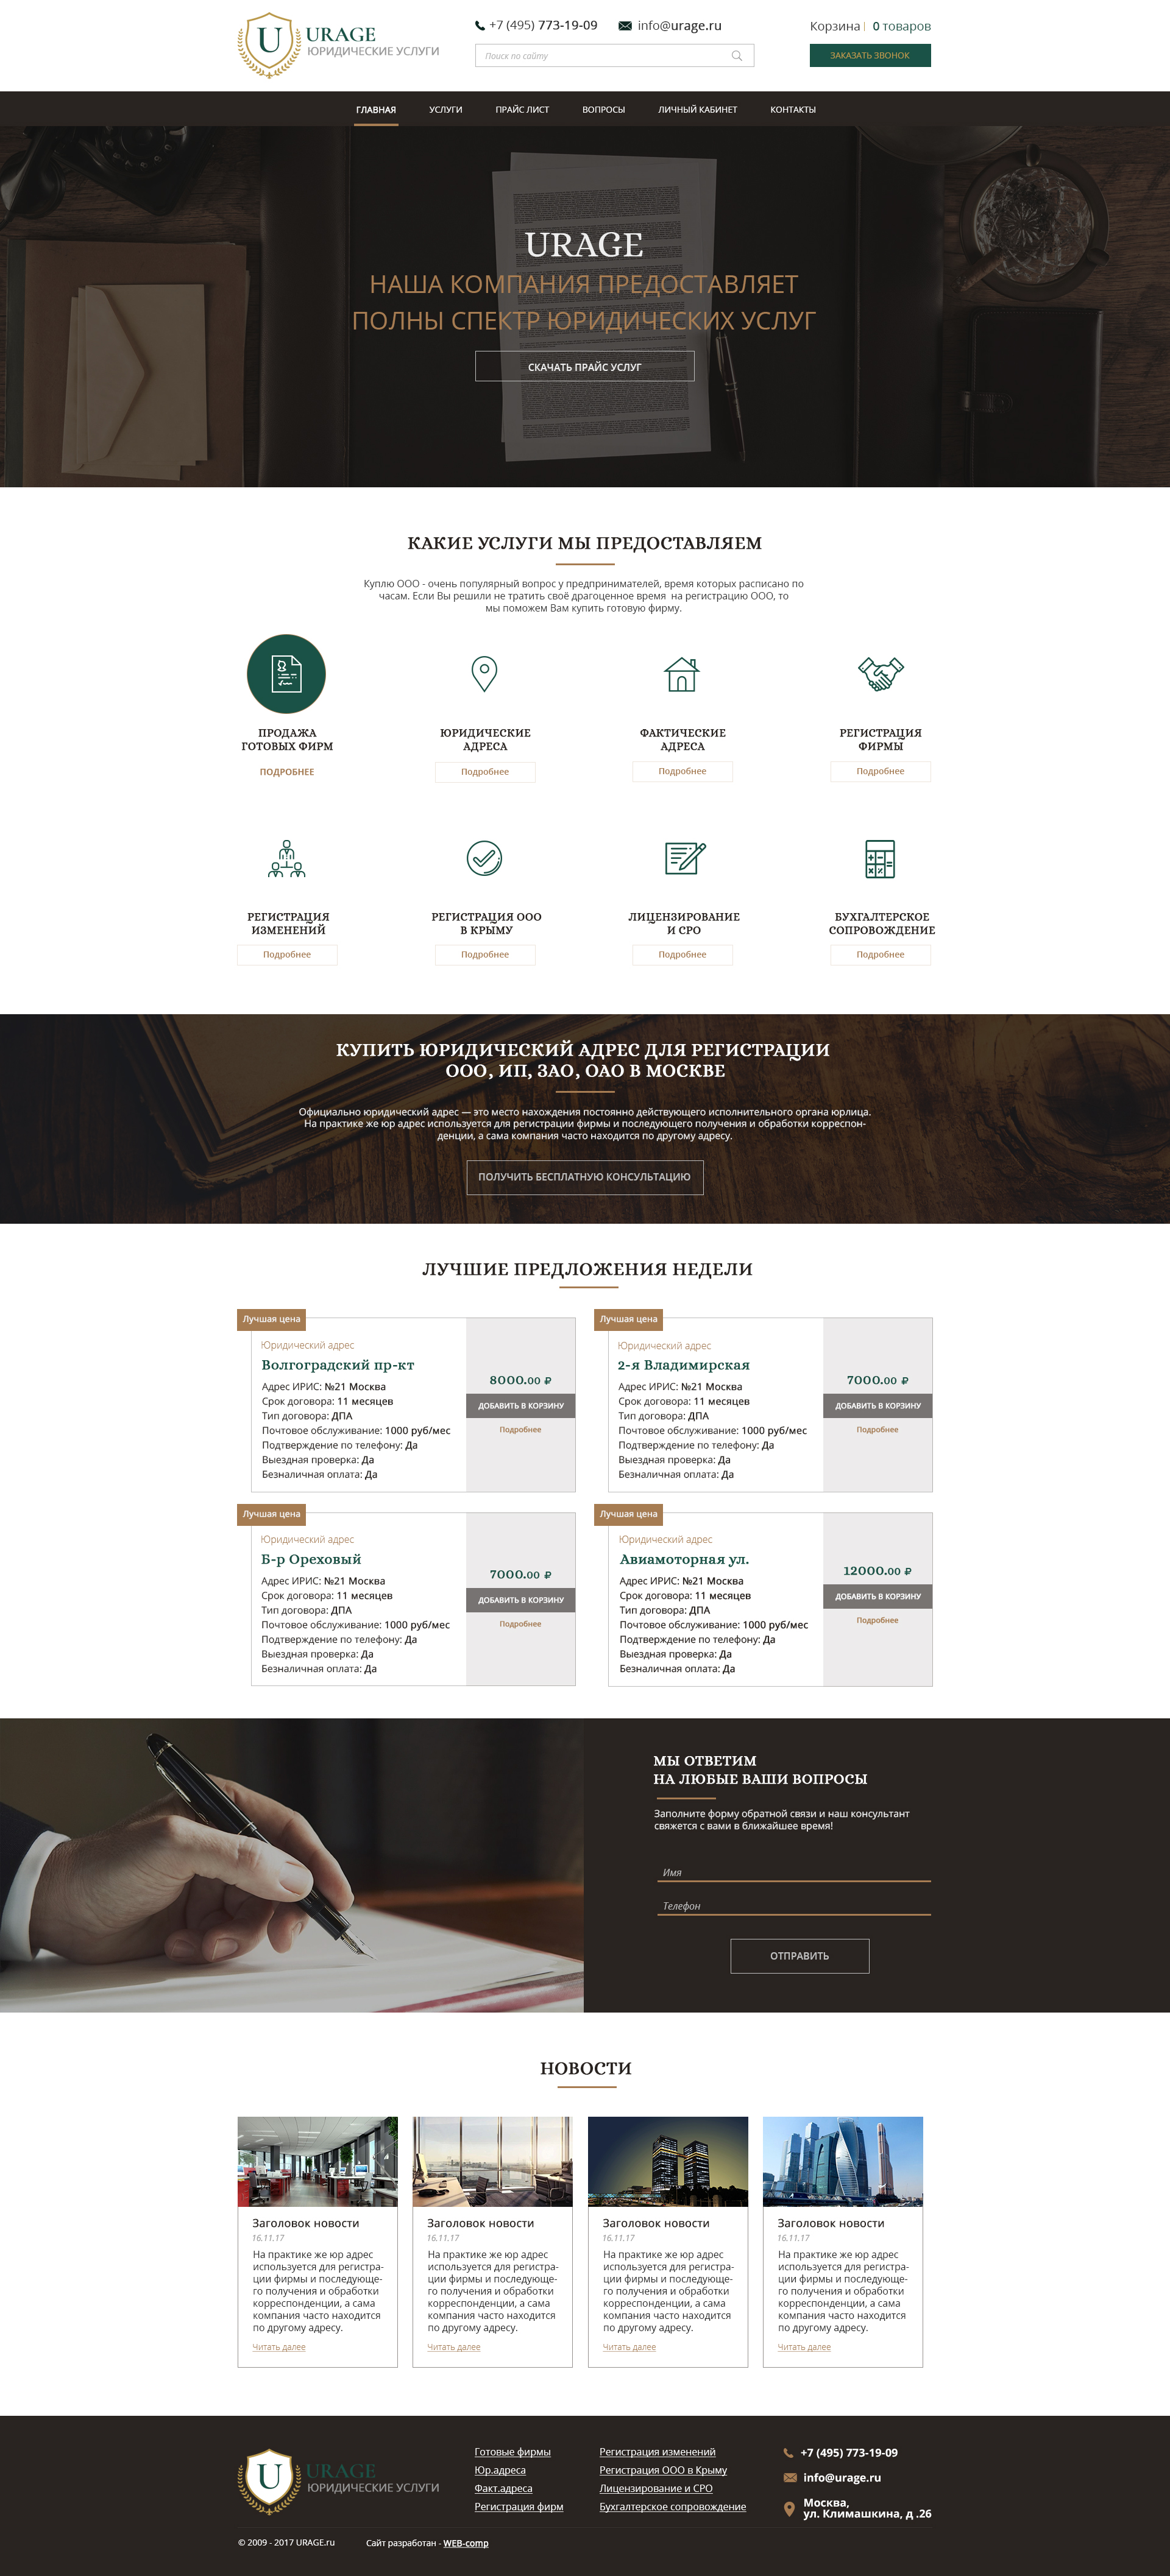 U
URAGE
ЮРИДИЧЕСКИЕ УСЛУГИ
+7 (495) 773-19-09
info@urage.ru
Корзина | 0 товаров
Поиск по сайту
ЗАКАЗАТЬ ЗВОНОК
ГЛАВНАЯ УСЛУГИ ПРАЙС ЛИСТ ВОПРОСЫ ЛИЧНЫЙ КАБИНЕТ КОНТАКТЫ
URAGE
НАША КОМПАНИЯ ПРЕДОСТАВЛЯЕТ
ПОЛНЫ СПЕКТР ЮРИДИЧЕСКИХ УСЛУГ
СКАЧАТЬ ПРАЙС УСЛУГ
КАКИЕ УСЛУГИ МЫ ПРЕДОСТАВЛЯЕМ
Куплю ООО - очень популярный вопрос у предпринимателей, время которых расписано по
часам. Если Вы решили не тратить своё драгоценное время на регистрацию ООО, то
мы поможем Вам купить готовую фирму.
ПРОДАЖА
ГОТОВЫХ ФИРМ
ПОДРОБНЕЕ
ЮРИДИЧЕСКИЕ
АДРЕСА
Подробнее
ФАКТИЧЕСКИЕ
АДРЕСА
Подробнее
РЕГИСТРАЦИЯ
ФИРМЫ
Подробнее
РЕГИСТРАЦИЯ
ИЗМЕНЕНИЙ
Подробнее
РЕГИСТРАЦИЯ ООО
В КРЫМУ
Подробнее
ЛИЦЕНЗИРОВАНИЕ
И СРО
Подробнее
БУХГАЛТЕРСКОЕ
СОПРОВОЖДЕНИЕ
Подробнее
КУПИТЬ ЮРИДИЧЕСКИЙ АДРЕС ДЛЯ РЕГИСТРАЦИИ
ООО, ИП, ЗАО, ОАО В МОСКВЕ
Официально юридический адрес — это место нахождения постоянно действующего исполнительного органа юрлица.
На практике же юр адрес используется для регистрации фирмы и последующего получения и обработки корреспон-
денции, а сама компания часто находится по другому адресу.
ПОЛУЧИТЬ БЕСПЛАТНУЮ КОНСУЛЬТАЦИЮ
ЛУЧШИЕ ПРЕДЛОЖЕНИЯ НЕДЕЛИ
Лучшая цена
Юридический адрес
Волгоградский пр-кт
Адрес ИРИС: №21 Москва
Срок договора: 11 месяцев
Тип договора: ДПА
Почтовое обслуживание: 1000 руб/мес
Подтверждение по телефону: Да
Выездная проверка: Да
Безналичная оплата: Да
8000.00 ₽
ДОБАВИТЬ В КОРЗИНУ
Подробнее
Лучшая цена
Юридический адрес
2-я Владимирская
Адрес ИРИС: №21 Москва
Срок договора: 11 месяцев
Тип договора: ДПА
Почтовое обслуживание: 1000 руб/мес
Подтверждение по телефону: Да
Выездная проверка: Да
Безналичная оплата: Да
7000.00 ₽
ДОБАВИТЬ В КОРЗИНУ
Подробнее
Лучшая цена
Юридический адрес
Б-р Ореховый
Адрес ИРИС: №21 Москва
Срок договора: 11 месяцев
Тип договора: ДПА
Почтовое обслуживание: 1000 руб/мес
Подтверждение по телефону: Да
Выездная проверка: Да
Безналичная оплата: Да
7000.00 ₽
ДОБАВИТЬ В КОРЗИНУ
Подробнее
Лучшая цена
Юридический адрес
Авиамоторная ул.
Адрес ИРИС: №21 Москва
Срок договора: 11 месяцев
Тип договора: ДПА
Почтовое обслуживание: 1000 руб/мес
Подтверждение по телефону: Да
Выездная проверка: Да
Безналичная оплата: Да
12000.00 ₽
ДОБАВИТЬ В КОРЗИНУ
Подробнее
МЫ ОТВЕТИМ
НА ЛЮБЫЕ ВАШИ ВОПРОСЫ
Заполните форму обратной связи и наш консультант
свяжется с вами в ближайшее время!
Имя
Телефон
ОТПРАВИТЬ
НОВОСТИ
Заголовок новости
16.11.17
На практике же юр адрес
используется для регистра-
ции фирмы и последующе-
го получения и обработки
корреспонденции, а сама
компания часто находится
по другому адресу.
Читать далее
Заголовок новости
16.11.17
На практике же юр адрес
используется для регистра-
ции фирмы и последующе-
го получения и обработки
корреспонденции, а сама
компания часто находится
по другому адресу.
Читать далее
Заголовок новости
16.11.17
На практике же юр адрес
используется для регистра-
ции фирмы и последующе-
го получения и обработки
корреспонденции, а сама
компания часто находится
по другому адресу.
Читать далее
Заголовок новости
16.11.17
На практике же юр адрес
используется для регистра-
ции фирмы и последующе-
го получения и обработки
корреспонденции, а сама
компания часто находится
по другому адресу.
Читать далее
U
URAGE
ЮРИДИЧЕСКИЕ УСЛУГИ
Готовые фирмы
Юр.адреса
Факт.адреса
Регистрация фирм
Регистрация изменений
Регистрация ООО в Крыму
Лицензирование и СРО
Бухгалтерское сопровождение
+7 (495) 773-19-09
info@urage.ru
Москва,
ул. Климашкина, д .26
© 2009 - 2017 URAGE.ru
Сайт разработан - WEB-comp